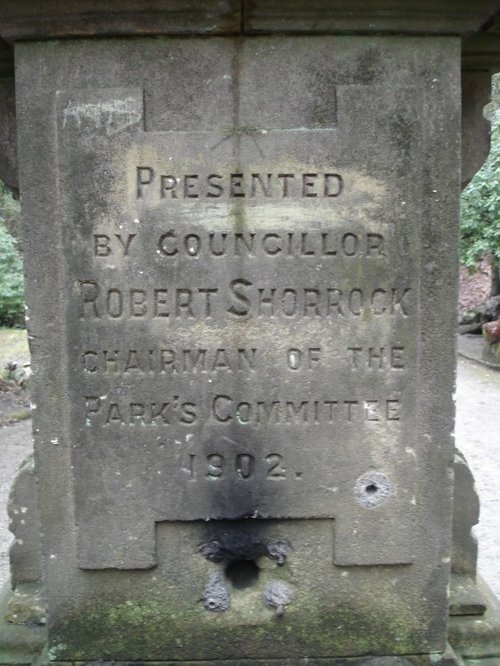 PRESENTED
BY COUNCILLOR
ROBERT SHORROCK
CHAIRMAN OF THE
PARK'S COMMITTEE
1902.